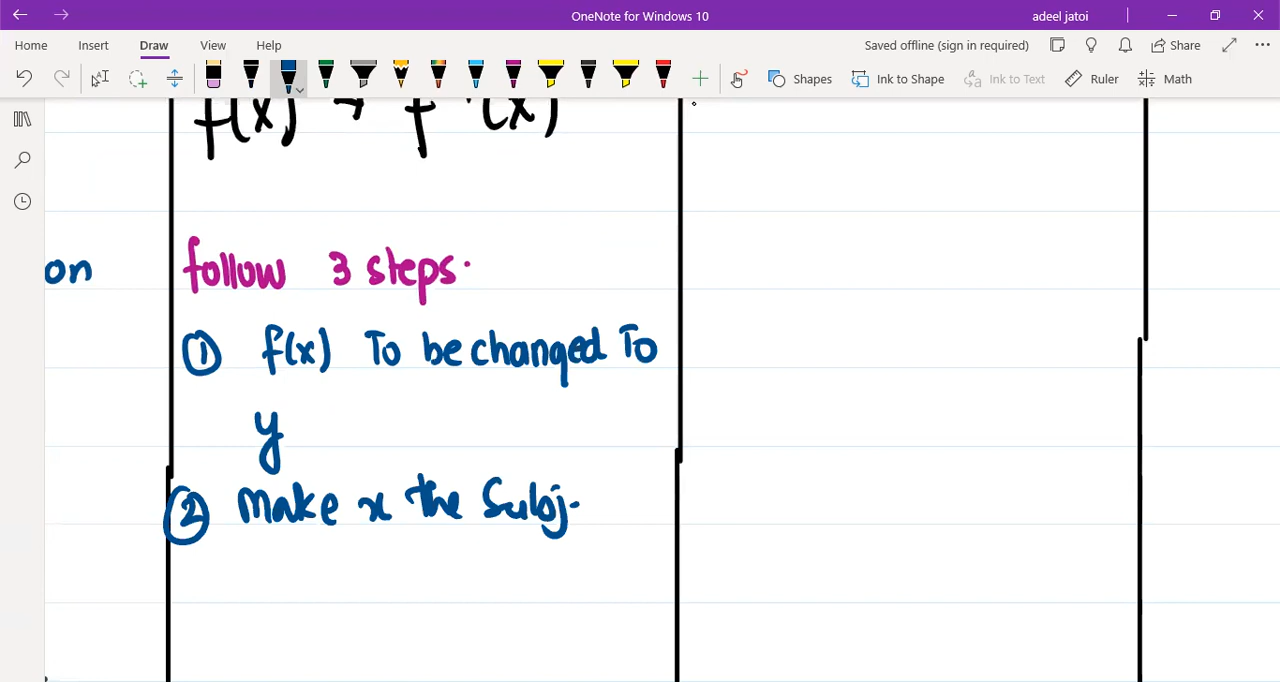 OneNote for Windows 10
adeel jatoi
Home Insert Draw View Help
Saved offline (sign in required)
Share
Shapes
Ink to Shape
Ink to Text
Ruler
Math
f(x) → f⁻¹(x)
on
follow 3 steps.
① f(x) To be changed To
y
② Make x the Subj.